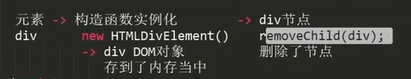 元素 -> 构造函数实例化 -> div节点
div new HTMLDivElement() removeChild(div);
-> div DOM对象 删除了节点
存到了内存当中